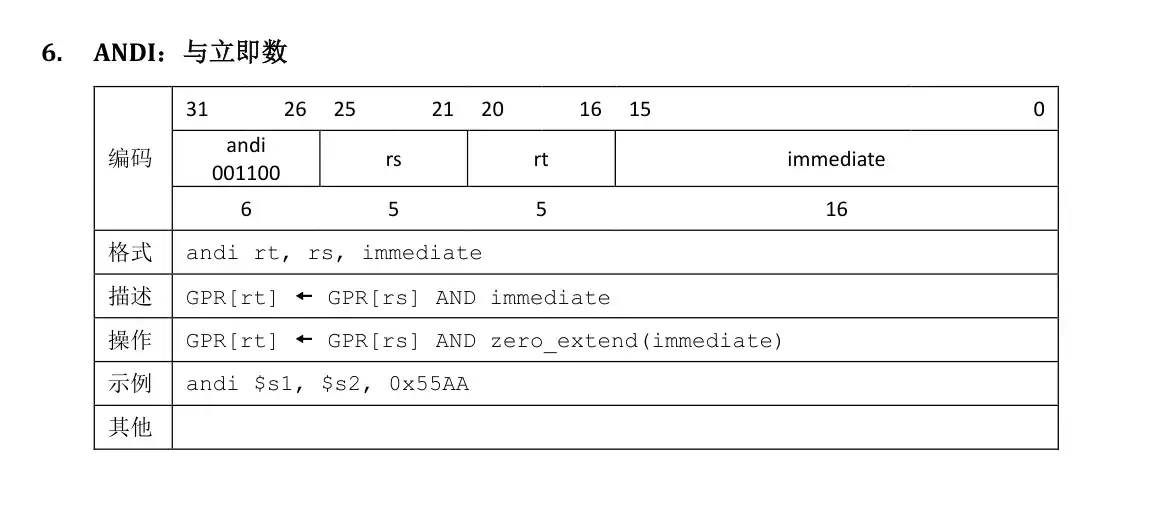 6. ANDI：与立即数
31 26 25 21 20 16 15 0
编码
andi
001100
rs rt immediate
6 5 5 16
格式 andi rt, rs, immediate
描述 GPR[rt] ← GPR[rs] AND immediate
操作 GPR[rt] ← GPR[rs] AND zero_extend(immediate)
示例 andi $s1, $s2, 0x55AA
其他